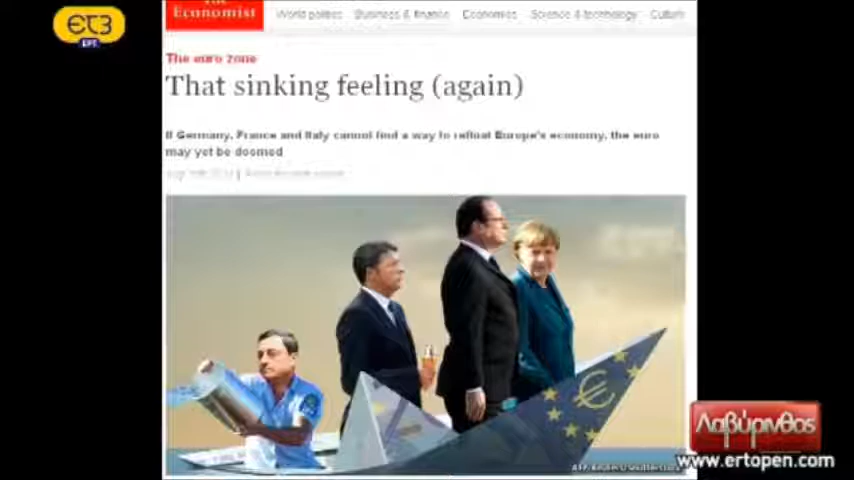 ετ3
ΕΡΤ
The
Economist
World politics Business & finance Economics Science & technology Culture
The euro zone
That sinking feeling (again)
If Germany, France and Italy cannot find a way to refloat Europe's economy, the euro
may yet be doomed
€
Λαβύρινθος
www.ertopen.com